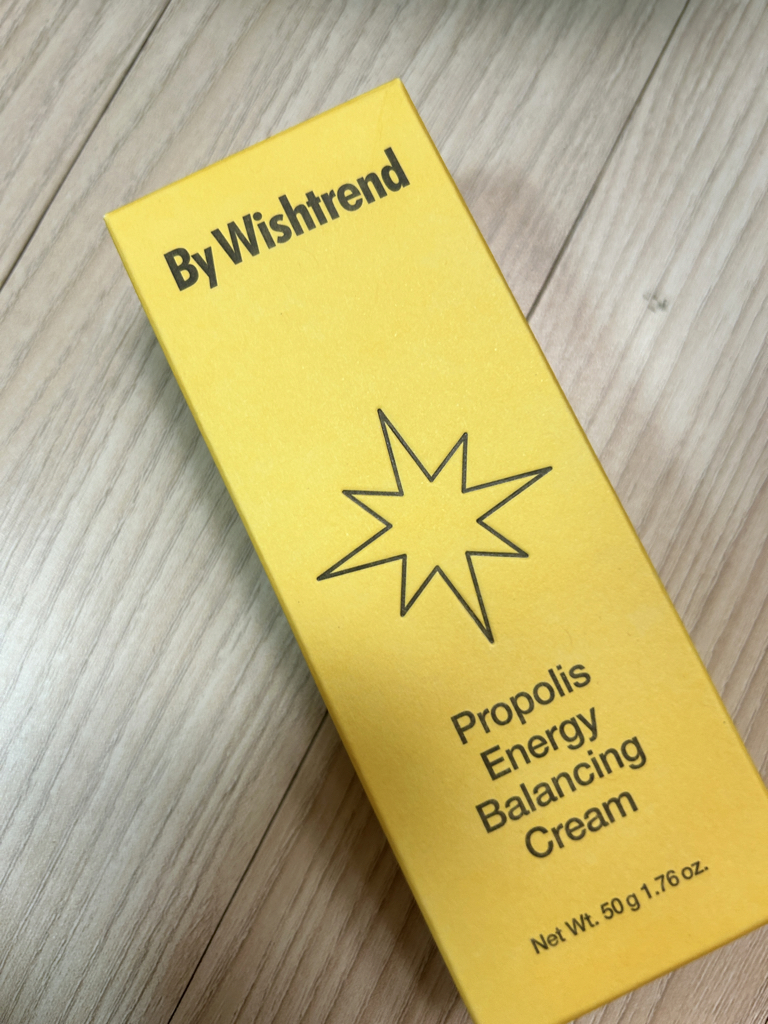 By Wishtrend
Propolis
Energy
Balancing
Cream
Net Wt. 50 g 1.76 oz.